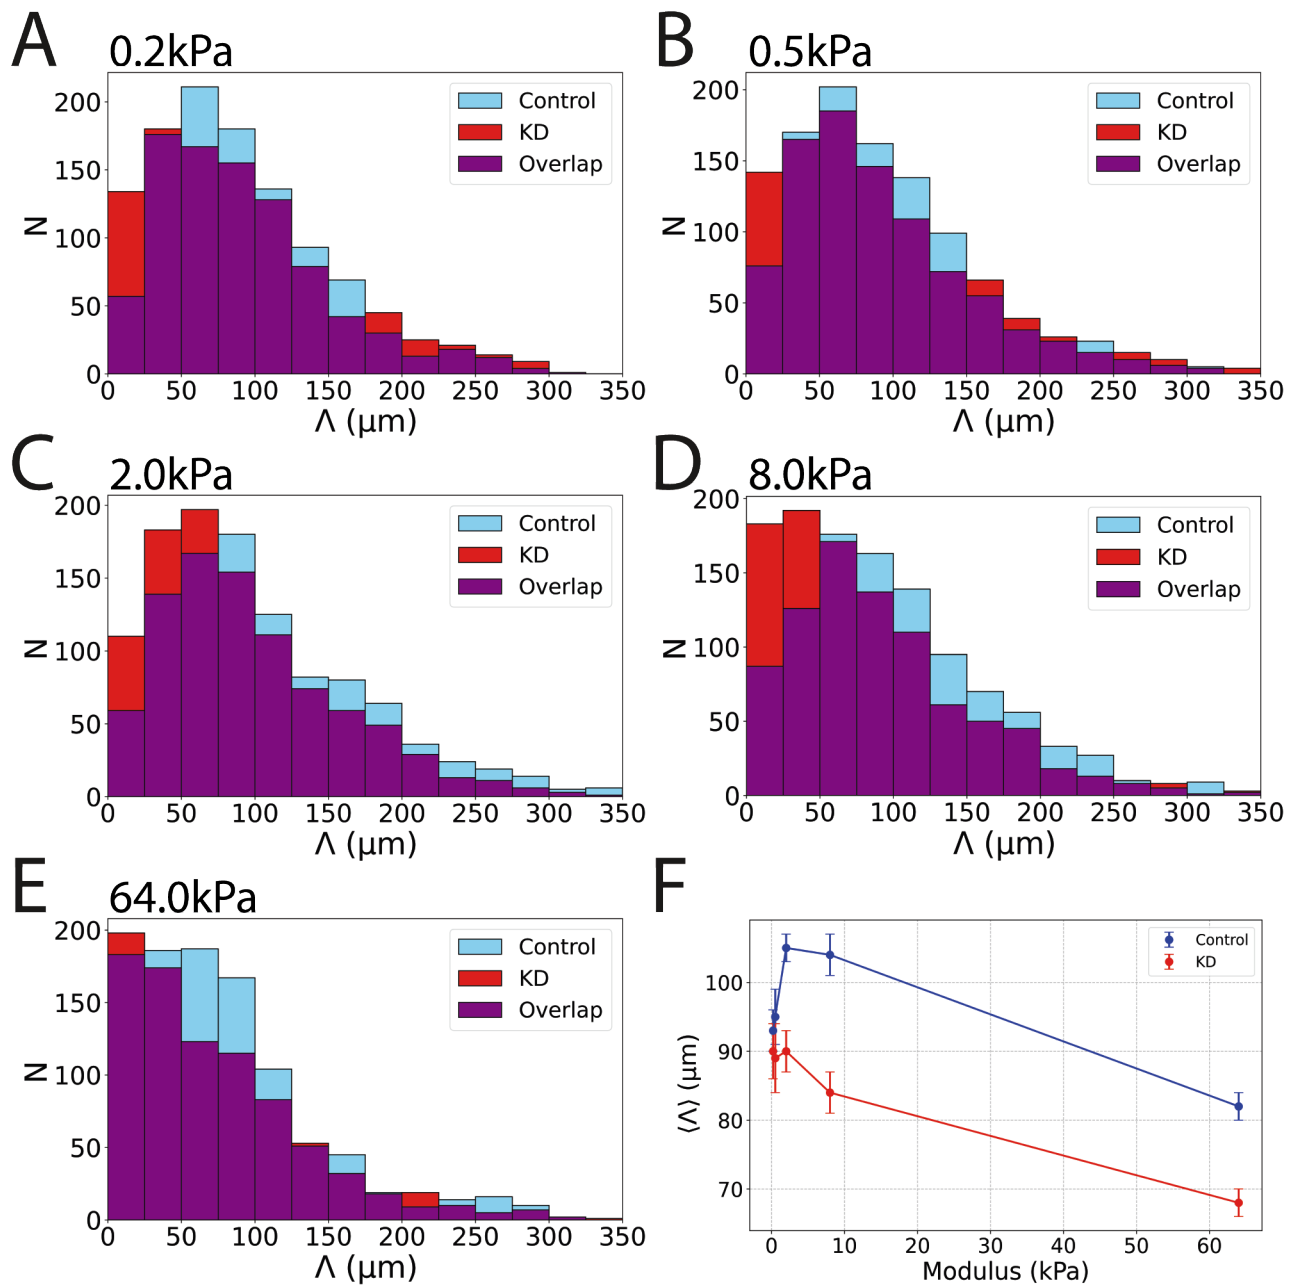 A
0.2kPa
N
200
150
100
50
0
0 50 100 150 200 250 300 350
Λ (μm)
Control
KD
Overlap
B
0.5kPa
N
200
150
100
50
0
0 50 100 150 200 250 300 350
Λ (μm)
Control
KD
Overlap
C
2.0kPa
N
200
150
100
50
0
0 50 100 150 200 250 300 350
Λ (μm)
Control
KD
Overlap
D
8.0kPa
N
200
150
100
50
0
0 50 100 150 200 250 300 350
Λ (μm)
Control
KD
Overlap
E
64.0kPa
N
200
150
100
50
0
0 50 100 150 200 250 300 350
Λ (μm)
Control
KD
Overlap
F
⟨Λ⟩ (μm)
100
90
80
70
0 10 20 30 40 50 60
Modulus (kPa)
Control
KD